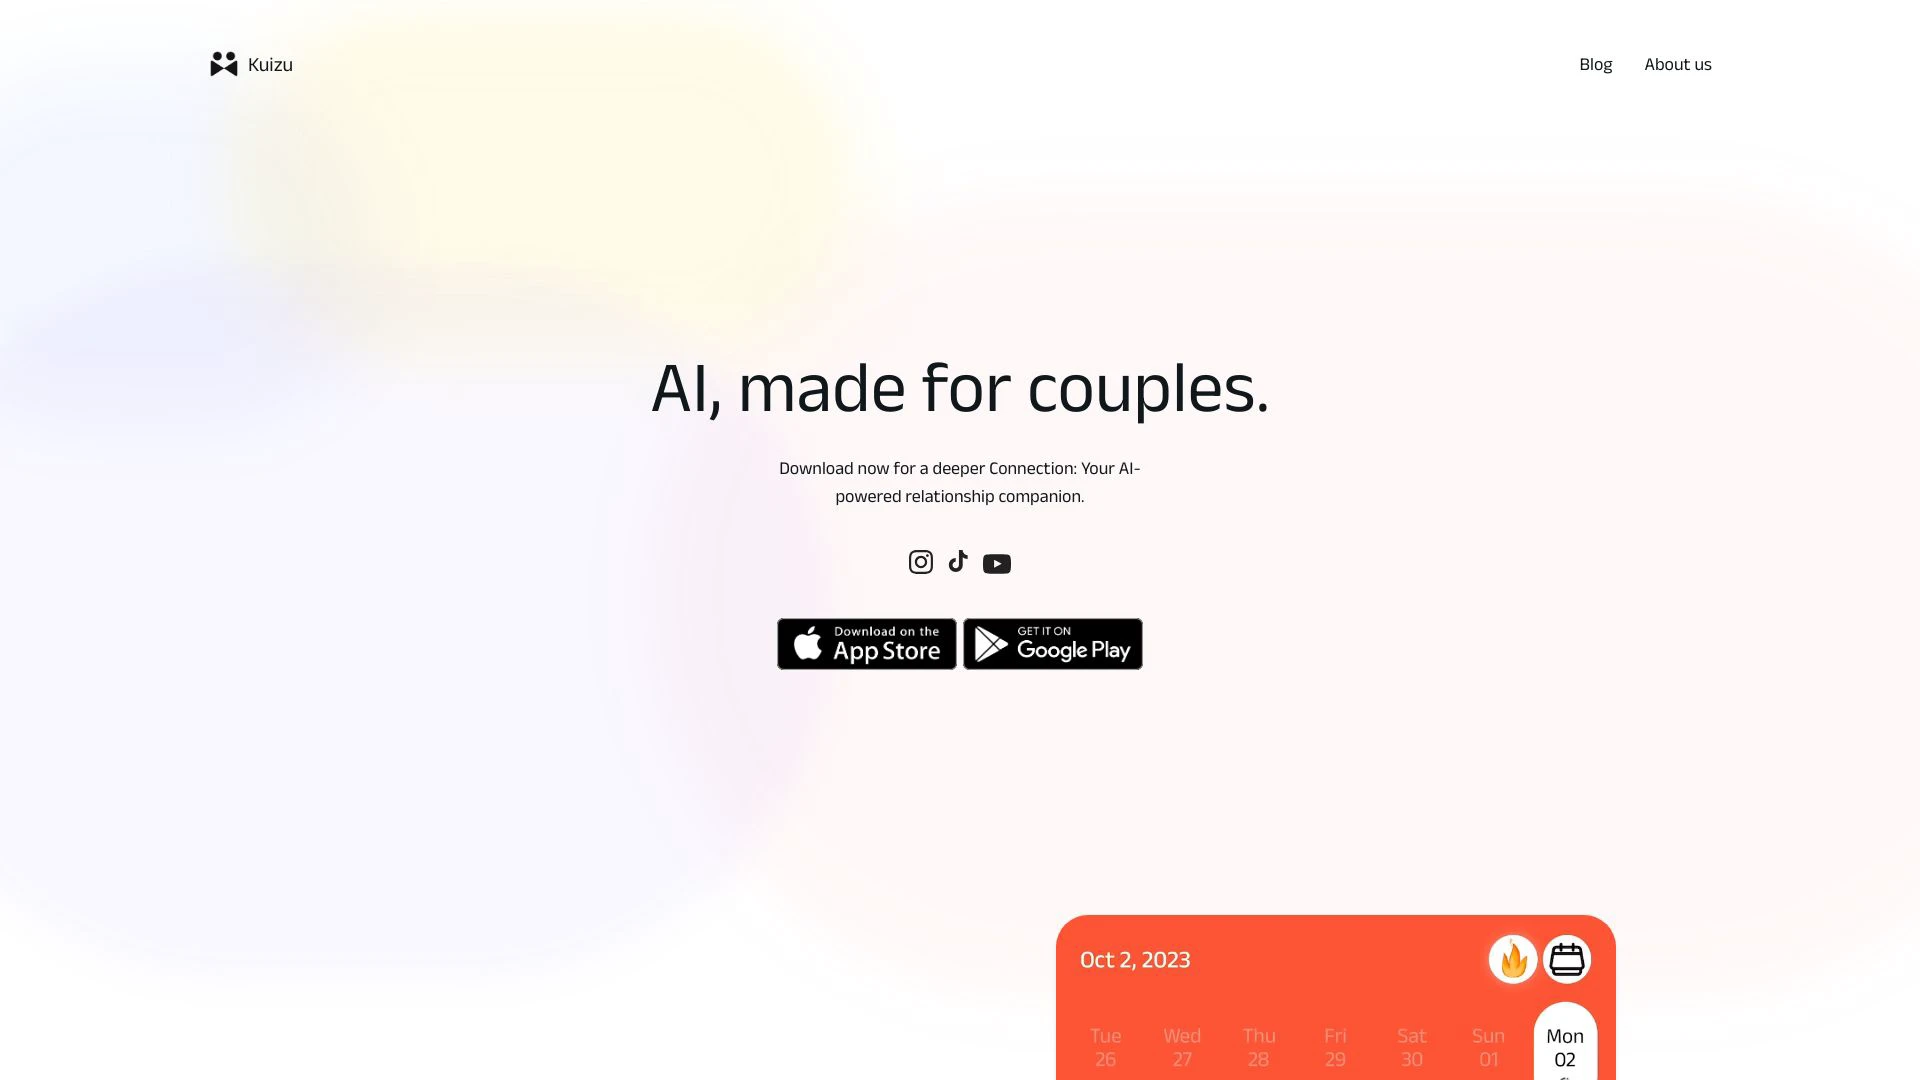 Kuizu
Blog
About us
AI, made for couples.
Download now for a deeper Connection: Your AI-
powered relationship companion.
Download on the
App Store
GET IT ON
Google Play
Oct 2, 2023
Tue Wed Thu Fri Sat Sun Mon
26 27 28 29 30 01 02